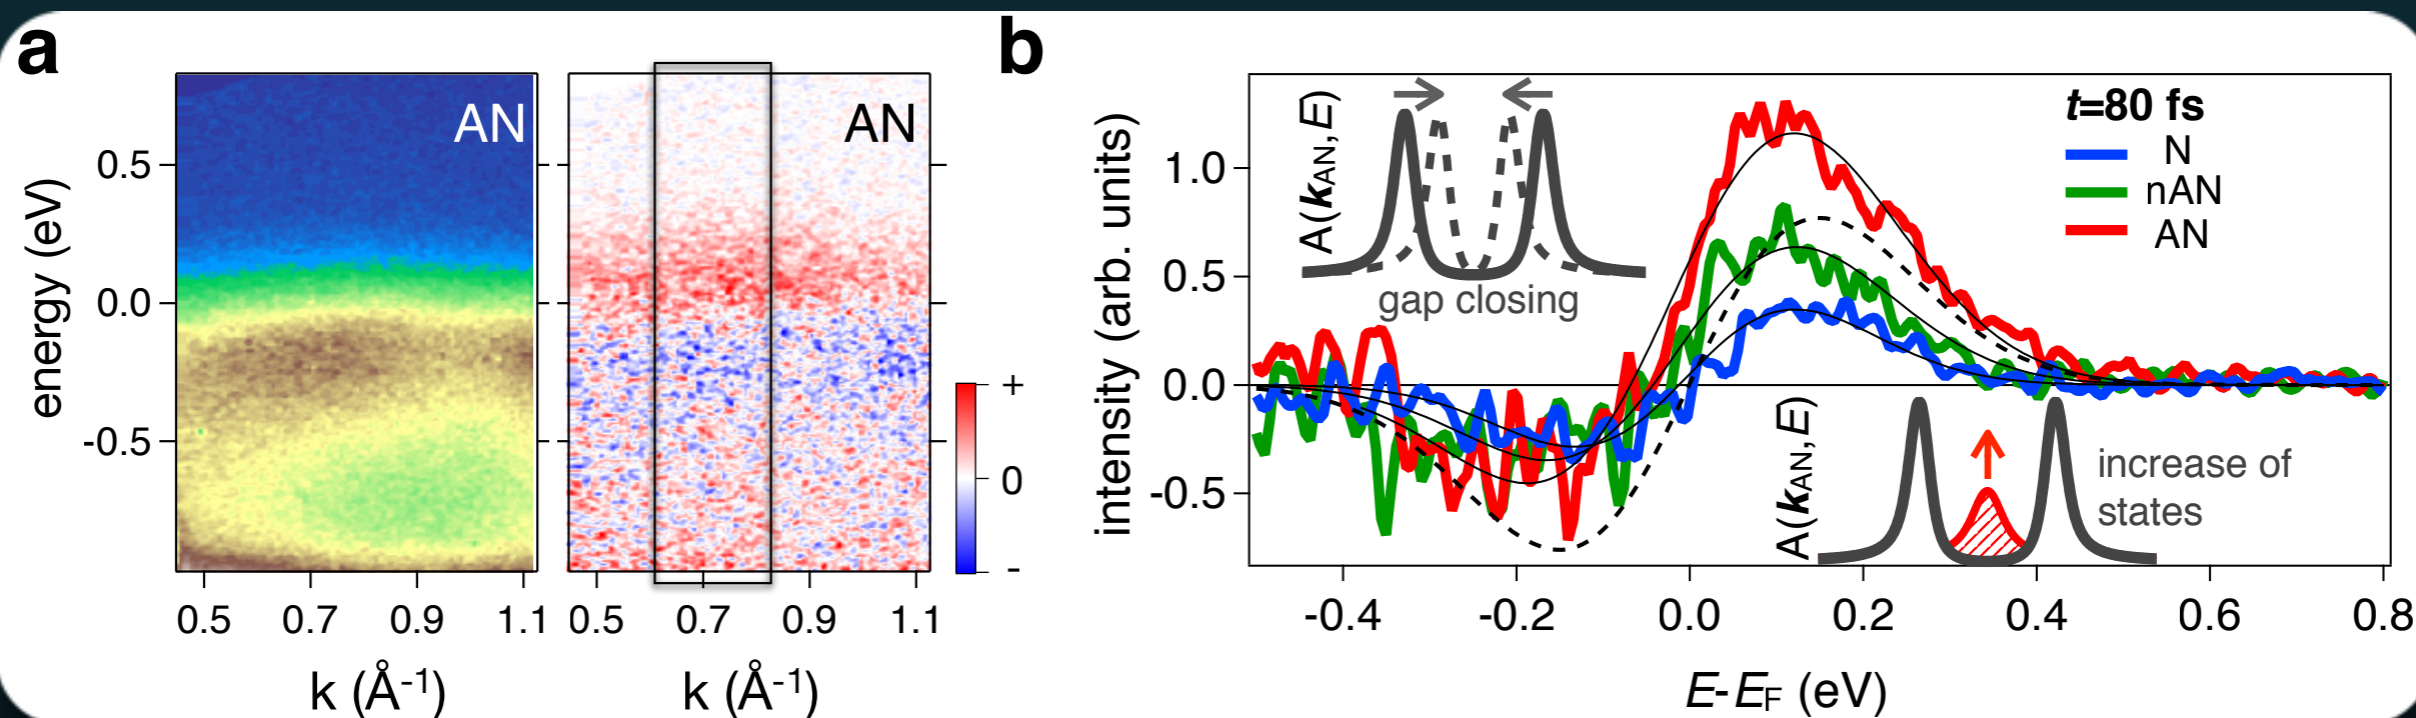 a
AN
AN
0.5
0.0
-0.5
energy (eV)
0.5 0.7 0.9 1.1
0.5 0.7 0.9 1.1
k (Å-1)
k (Å-1)
+
0
-
b
1.0
0.5
0.0
-0.5
intensity (arb. units)
A(kAN,E)
gap closing
t=80 fs
N
nAN
AN
A(kAN,E)
increase of
states
-0.4 -0.2 0.0 0.2 0.4 0.6 0.8
E-EF (eV)